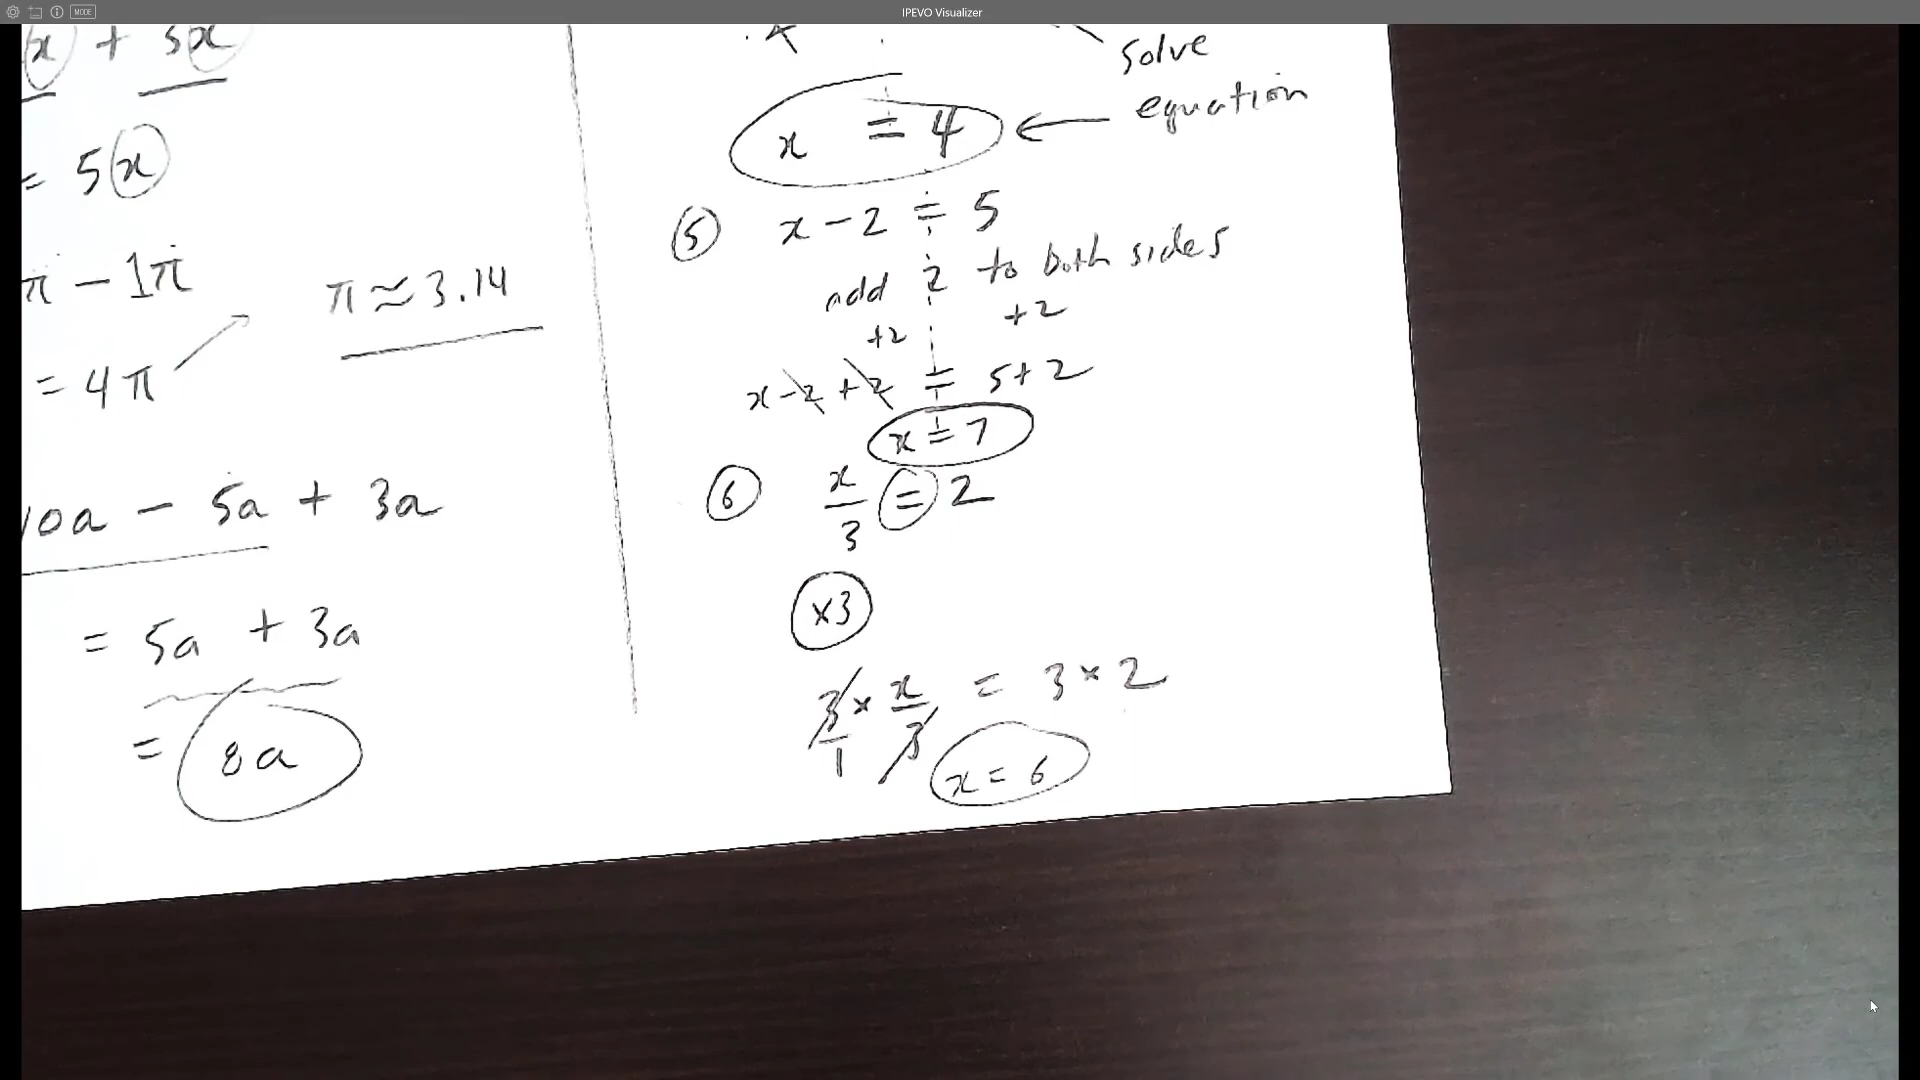 MODE
IPEVO Visualizer
x + 3x
= 5x
π − 1π
= 4π
π ≈ 3.14
10a − 5a + 3a
= 5a + 3a
= 8a
solve
equation
x = 4
5 x − 2 = 5
add 2 to both sides
+2 +2
x − 2 + 2 = 5 + 2
x = 7
6 x/3 = 2
×3
3/1 × x/3 = 3 × 2
x = 6